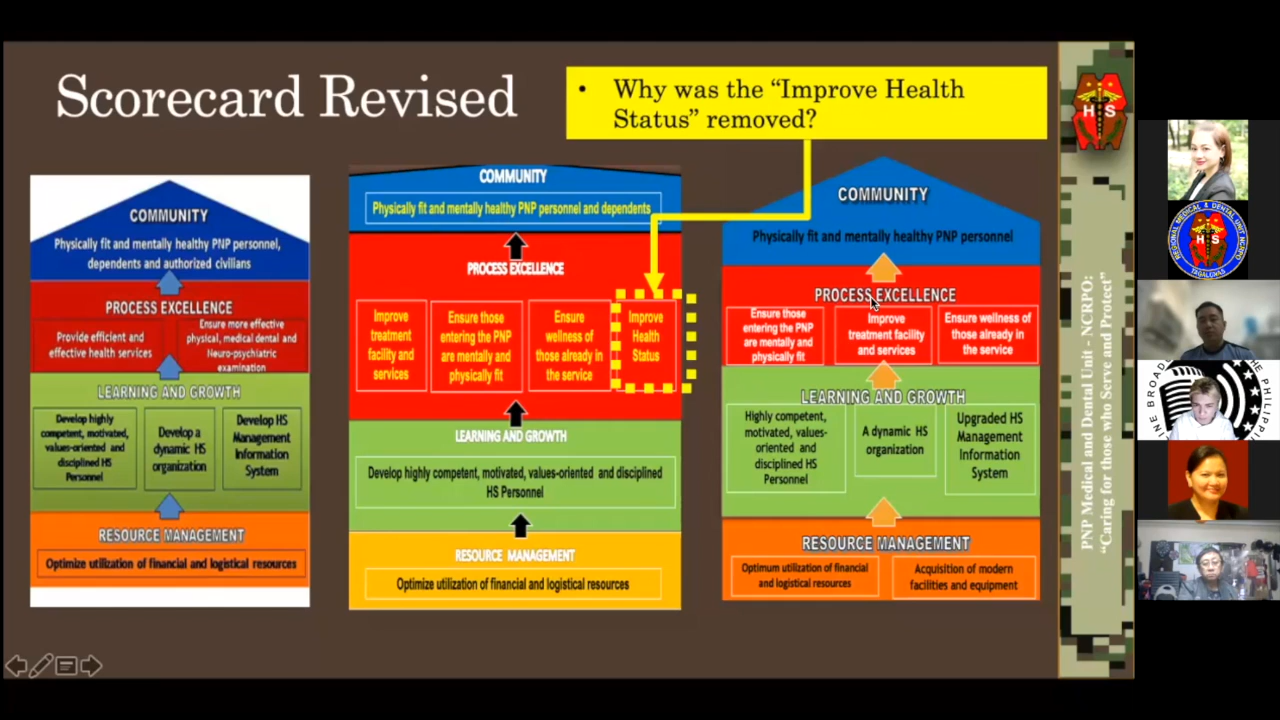 Scorecard Revised
• Why was the “Improve Health
Status” removed?
COMMUNITY
Physically fit and mentally healthy PNP personnel,
dependents and authorized civilians
PROCESS EXCELLENCE
Provide efficient and
effective health services
Ensure more effective
physical, medical dental and
Neuro-psychiatric
examination
LEARNING AND GROWTH
Develop highly
competent, motivated,
values-oriented and
disciplined HS
Personnel
Develop a
dynamic HS
organization
Develop HS
Management
Information
System
RESOURCE MANAGEMENT
Optimize utilization of financial and logistical resources
COMMUNITY
Physically fit and mentally healthy PNP personnel and dependents
PROCESS EXCELLENCE
Improve
treatment
facility and
services
Ensure those
entering the PNP
are mentally and
physically fit
Ensure
wellness of
those already in
the service
Improve
Health
Status
LEARNING AND GROWTH
Develop highly competent, motivated, values-oriented and disciplined
HS Personnel
RESOURCE MANAGEMENT
Optimize utilization of financial and logistical resources
COMMUNITY
Physically fit and mentally healthy PNP personnel
PROCESS EXCELLENCE
Ensure those
entering the PNP
are mentally and
physically fit
Improve
treatment facility
and services
Ensure wellness of
those already in
the service
LEARNING AND GROWTH
Highly competent,
motivated, values-
oriented and
disciplined HS
Personnel
A dynamic HS
organization
Upgraded HS
Management
Information
System
RESOURCE MANAGEMENT
Optimum utilization of financial
and logistical resources
Acquisition of modern
facilities and equipment
H S
PNP Medical and Dental Unit - NCRPO:
“Caring for those who Serve and Protect”
REGIONAL MEDICAL & DENTAL UNIT NCRPO
H S
TAGALUNAS